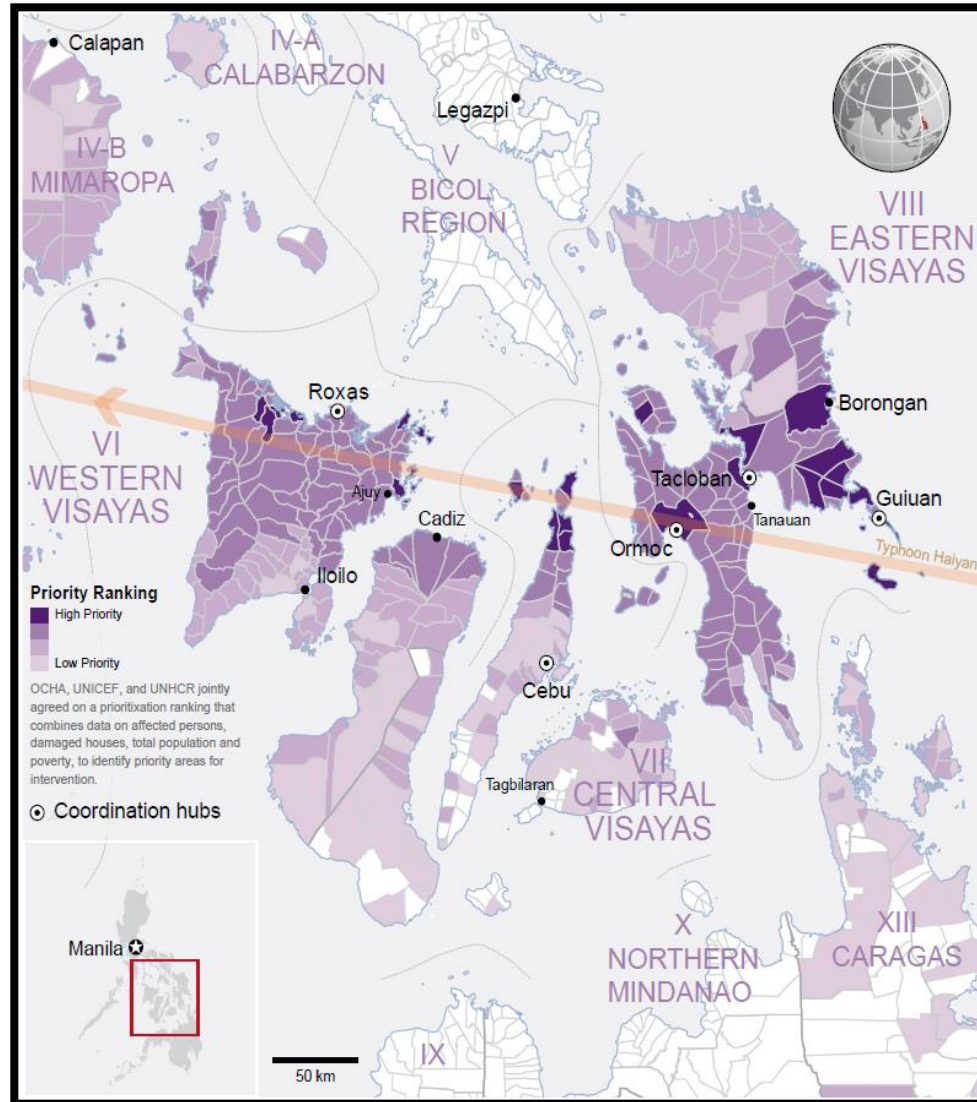 Calapan
IV-A
CALABARZON
Legazpi
IV-B
MIMAROPA
V
BICOL
REGION
VIII
EASTERN
VISAYAS
Roxas
Borongan
VI
WESTERN
VISAYAS
Ajuy
Tacloban
Guiuan
Cadiz
Tanauan
Ormoc
Typhoon Haiyan
Iloilo
Priority Ranking
High Priority
Low Priority
OCHA, UNICEF, and UNHCR jointly
agreed on a prioritixation ranking that
combines data on affected persons,
damaged houses, total population and
poverty, to identify priority areas for
intervention.
Coordination hubs
Cebu
Tagbilaran
VII
CENTRAL
VISAYAS
Manila
X
NORTHERN
MINDANAO
XIII
CARAGAS
IX
50 km